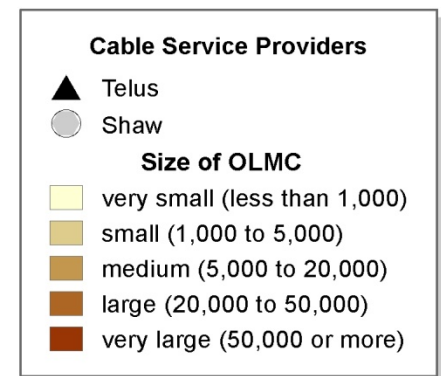 Cable Service Providers
Telus
Shaw
Size of OLMC
very small (less than 1,000)
small (1,000 to 5,000)
medium (5,000 to 20,000)
large (20,000 to 50,000)
very large (50,000 or more)